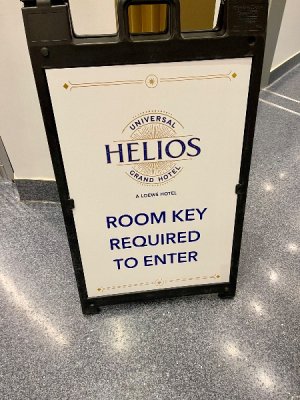 UNIVERSAL
HELIOS
GRAND HOTEL
A LOEWS HOTEL
ROOM KEY
REQUIRED
TO ENTER